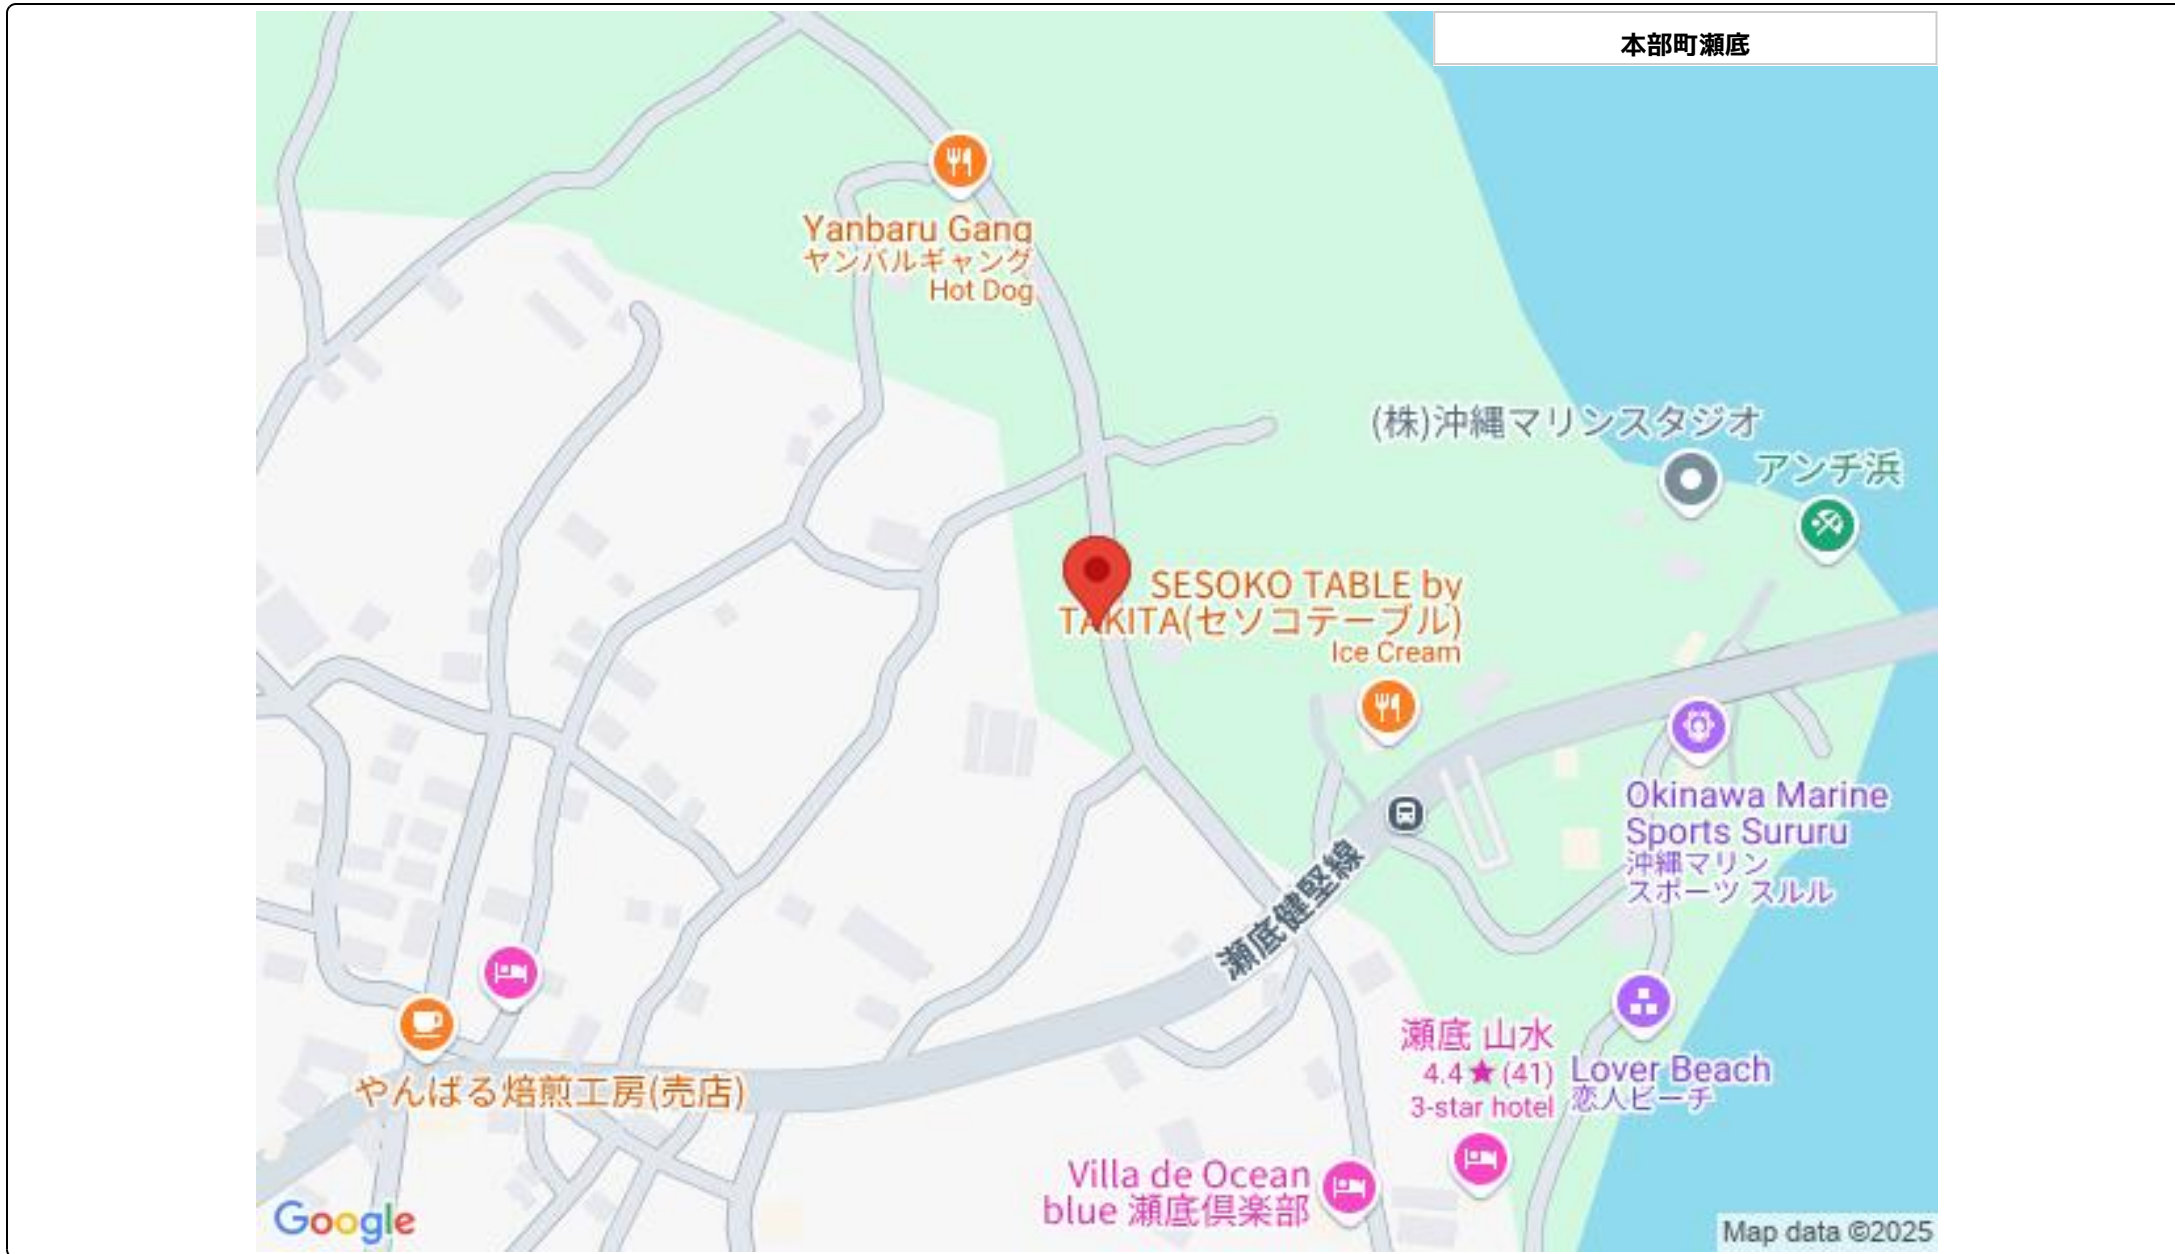 本部町瀬底
Yanbaru Gang
ヤンバルギャング
Hot Dog
(株)沖縄マリンスタジオ
アンチ浜
SESOKO TABLE by
TAKITA(セソコテーブル)
Ice Cream
Okinawa Marine
Sports Sururu
沖縄マリン
スポーツ スルル
瀬底健堅線
瀬底 山水
4.4★(41)
3-star hotel
Lover Beach
恋人ビーチ
やんばる焙煎工房(売店)
Villa de Ocean
blue 瀬底倶楽部
Google
Map data ©2025